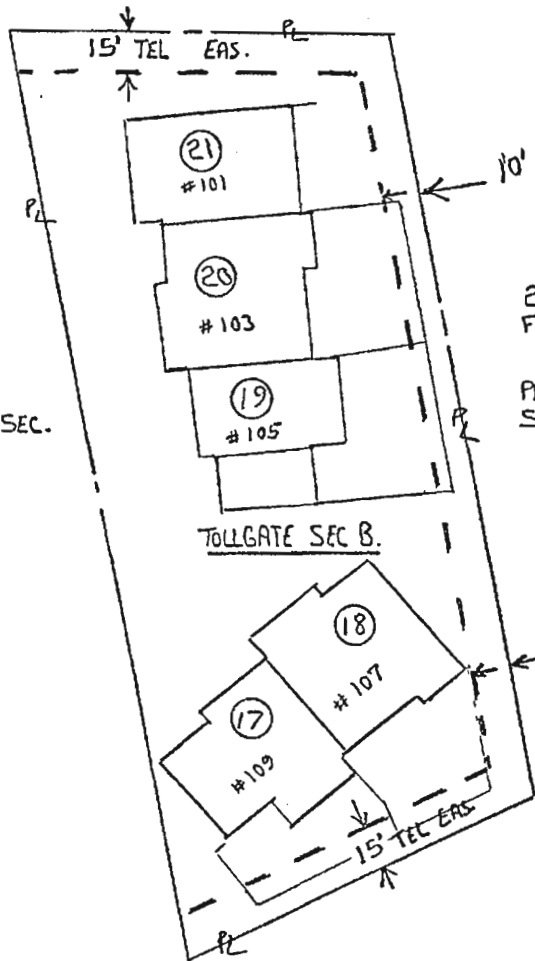 PL
15' TEL EAS.
21
#101
10'
PL
20
#103
19
#105
SEC.
PL
TOLLGATE SEC B.
18
#107
17
#109
15' TEL EAS.
PL